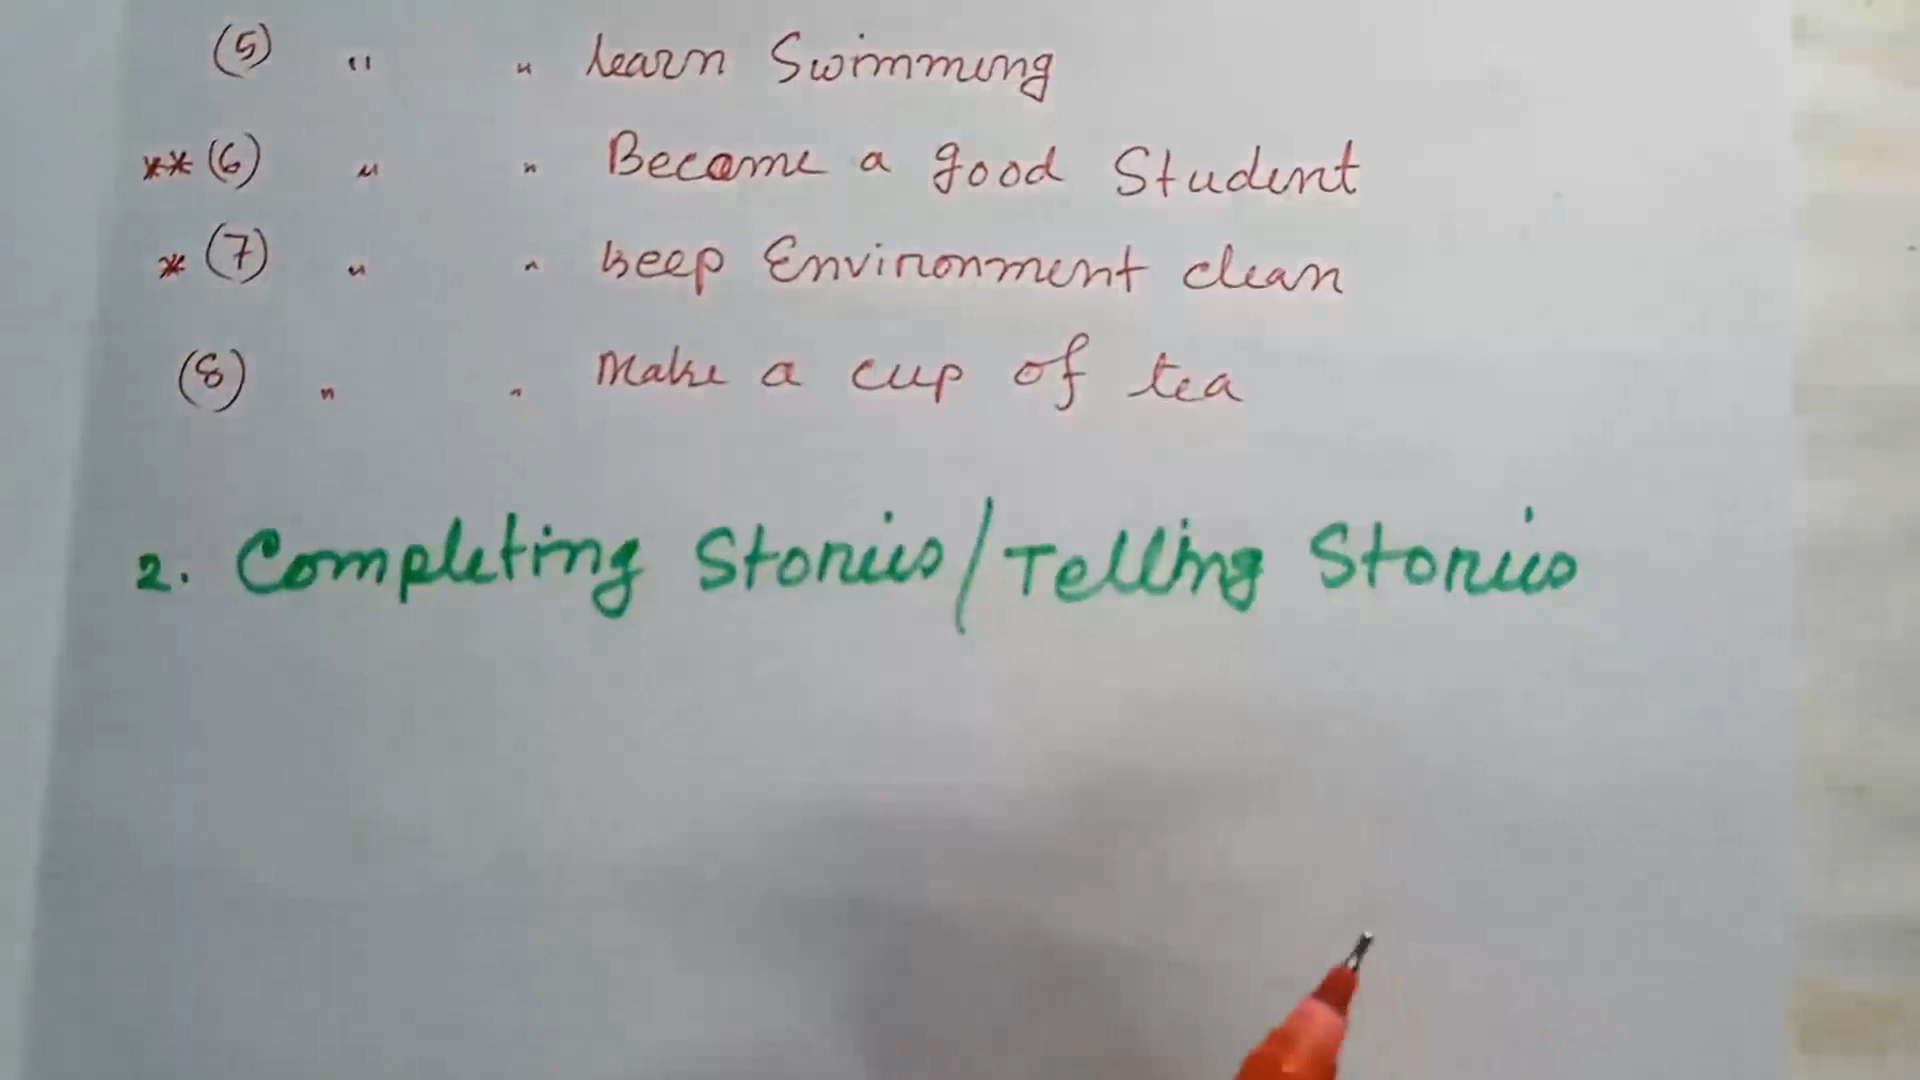 (5) " " learn Swimming
** (6) " " Become a good Student
* (7) " " keep Environment clean
(8) " " Make a cup of tea
2. Completing Stories/Telling Stories